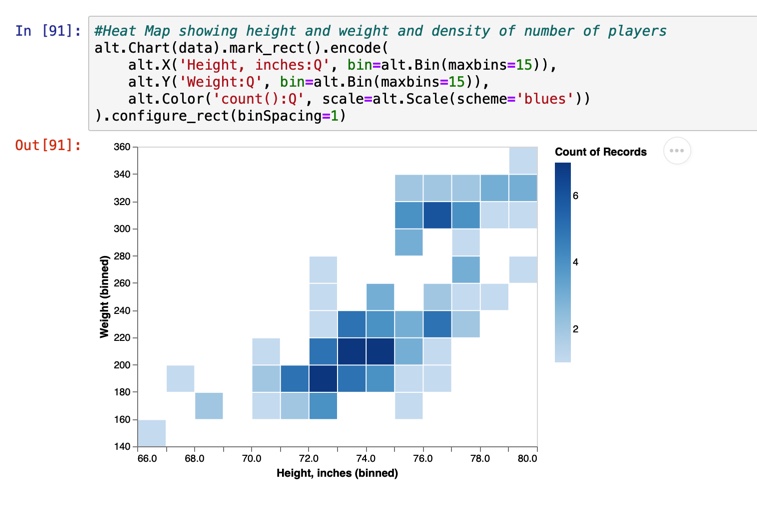 In [91]: #Heat Map showing height and weight and density of number of players
alt.Chart(data).mark_rect().encode(
    alt.X('Height, inches:Q', bin=alt.Bin(maxbins=15)),
    alt.Y('Weight:Q', bin=alt.Bin(maxbins=15)),
    alt.Color('count():Q', scale=alt.Scale(scheme='blues'))
).configure_rect(binSpacing=1)
Out[91]:
360
340
320
300
280
260
240
220
200
180
160
140
Weight (binned)
66.0 68.0 70.0 72.0 74.0 76.0 78.0 80.0
Height, inches (binned)
Count of Records
6
4
2